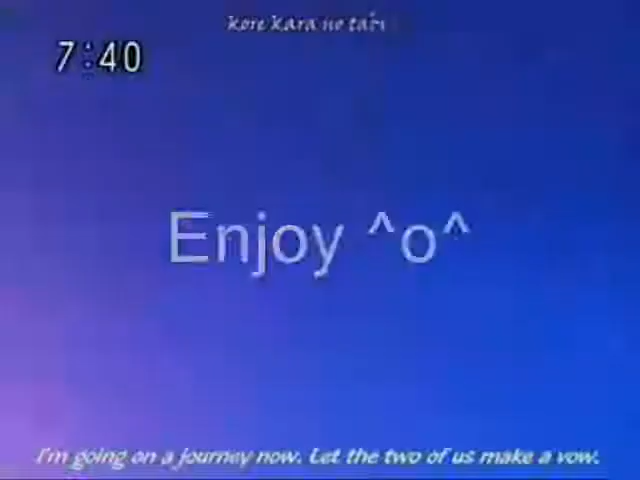 kore kara no tabi
7:40
Enjoy ^o^
I'm going on a journey now. Let the two of us make a vow.